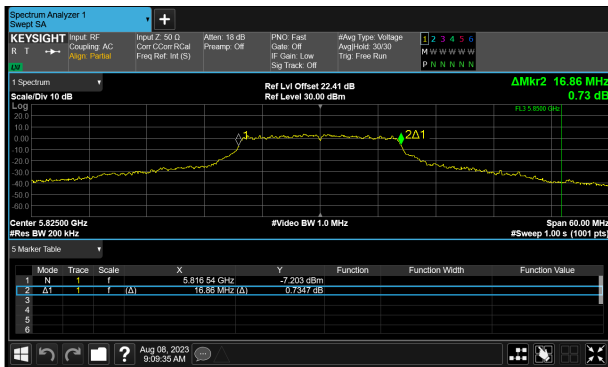 Spectrum Analyzer 1
Swept SA
KEYSIGHT
R T
LXI
Input: RF
Coupling: AC
Align: Partial
Input Z: 50 Ω
Corr CCorr RCal
Freq Ref: Int (S)
Atten: 18 dB
Preamp: Off
PNO: Fast
Gate: Off
IF Gain: Low
Sig Track: Off
#Avg Type: Voltage
Avg|Hold: 30/30
Trig: Free Run
1 2 3 4 5 6
M W W W W W
P N N N N N
1 Spectrum
Scale/Div 10 dB
Ref Lvl Offset 22.41 dB
Ref Level 30.00 dBm
ΔMkr2 16.86 MHz
0.73 dB
Log
FL3 5.8500 GHz
20.0
10.0
0.00
-10.0
-20.0
-30.0
-40.0
-50.0
-60.0
1
2Δ1
Center 5.82500 GHz
#Video BW 1.0 MHz
Span 60.00 MHz
#Res BW 200 kHz
#Sweep 1.00 s (1001 pts)
5 Marker Table
Mode Trace Scale X Y Function Function Width Function Value
1 N 1 f 5.816 54 GHz -7.203 dBm
2 Δ1 1 f (Δ) 16.86 MHz (Δ) 0.7347 dB
3
4
5
6
?
Aug 08, 2023
9:09:35 AM